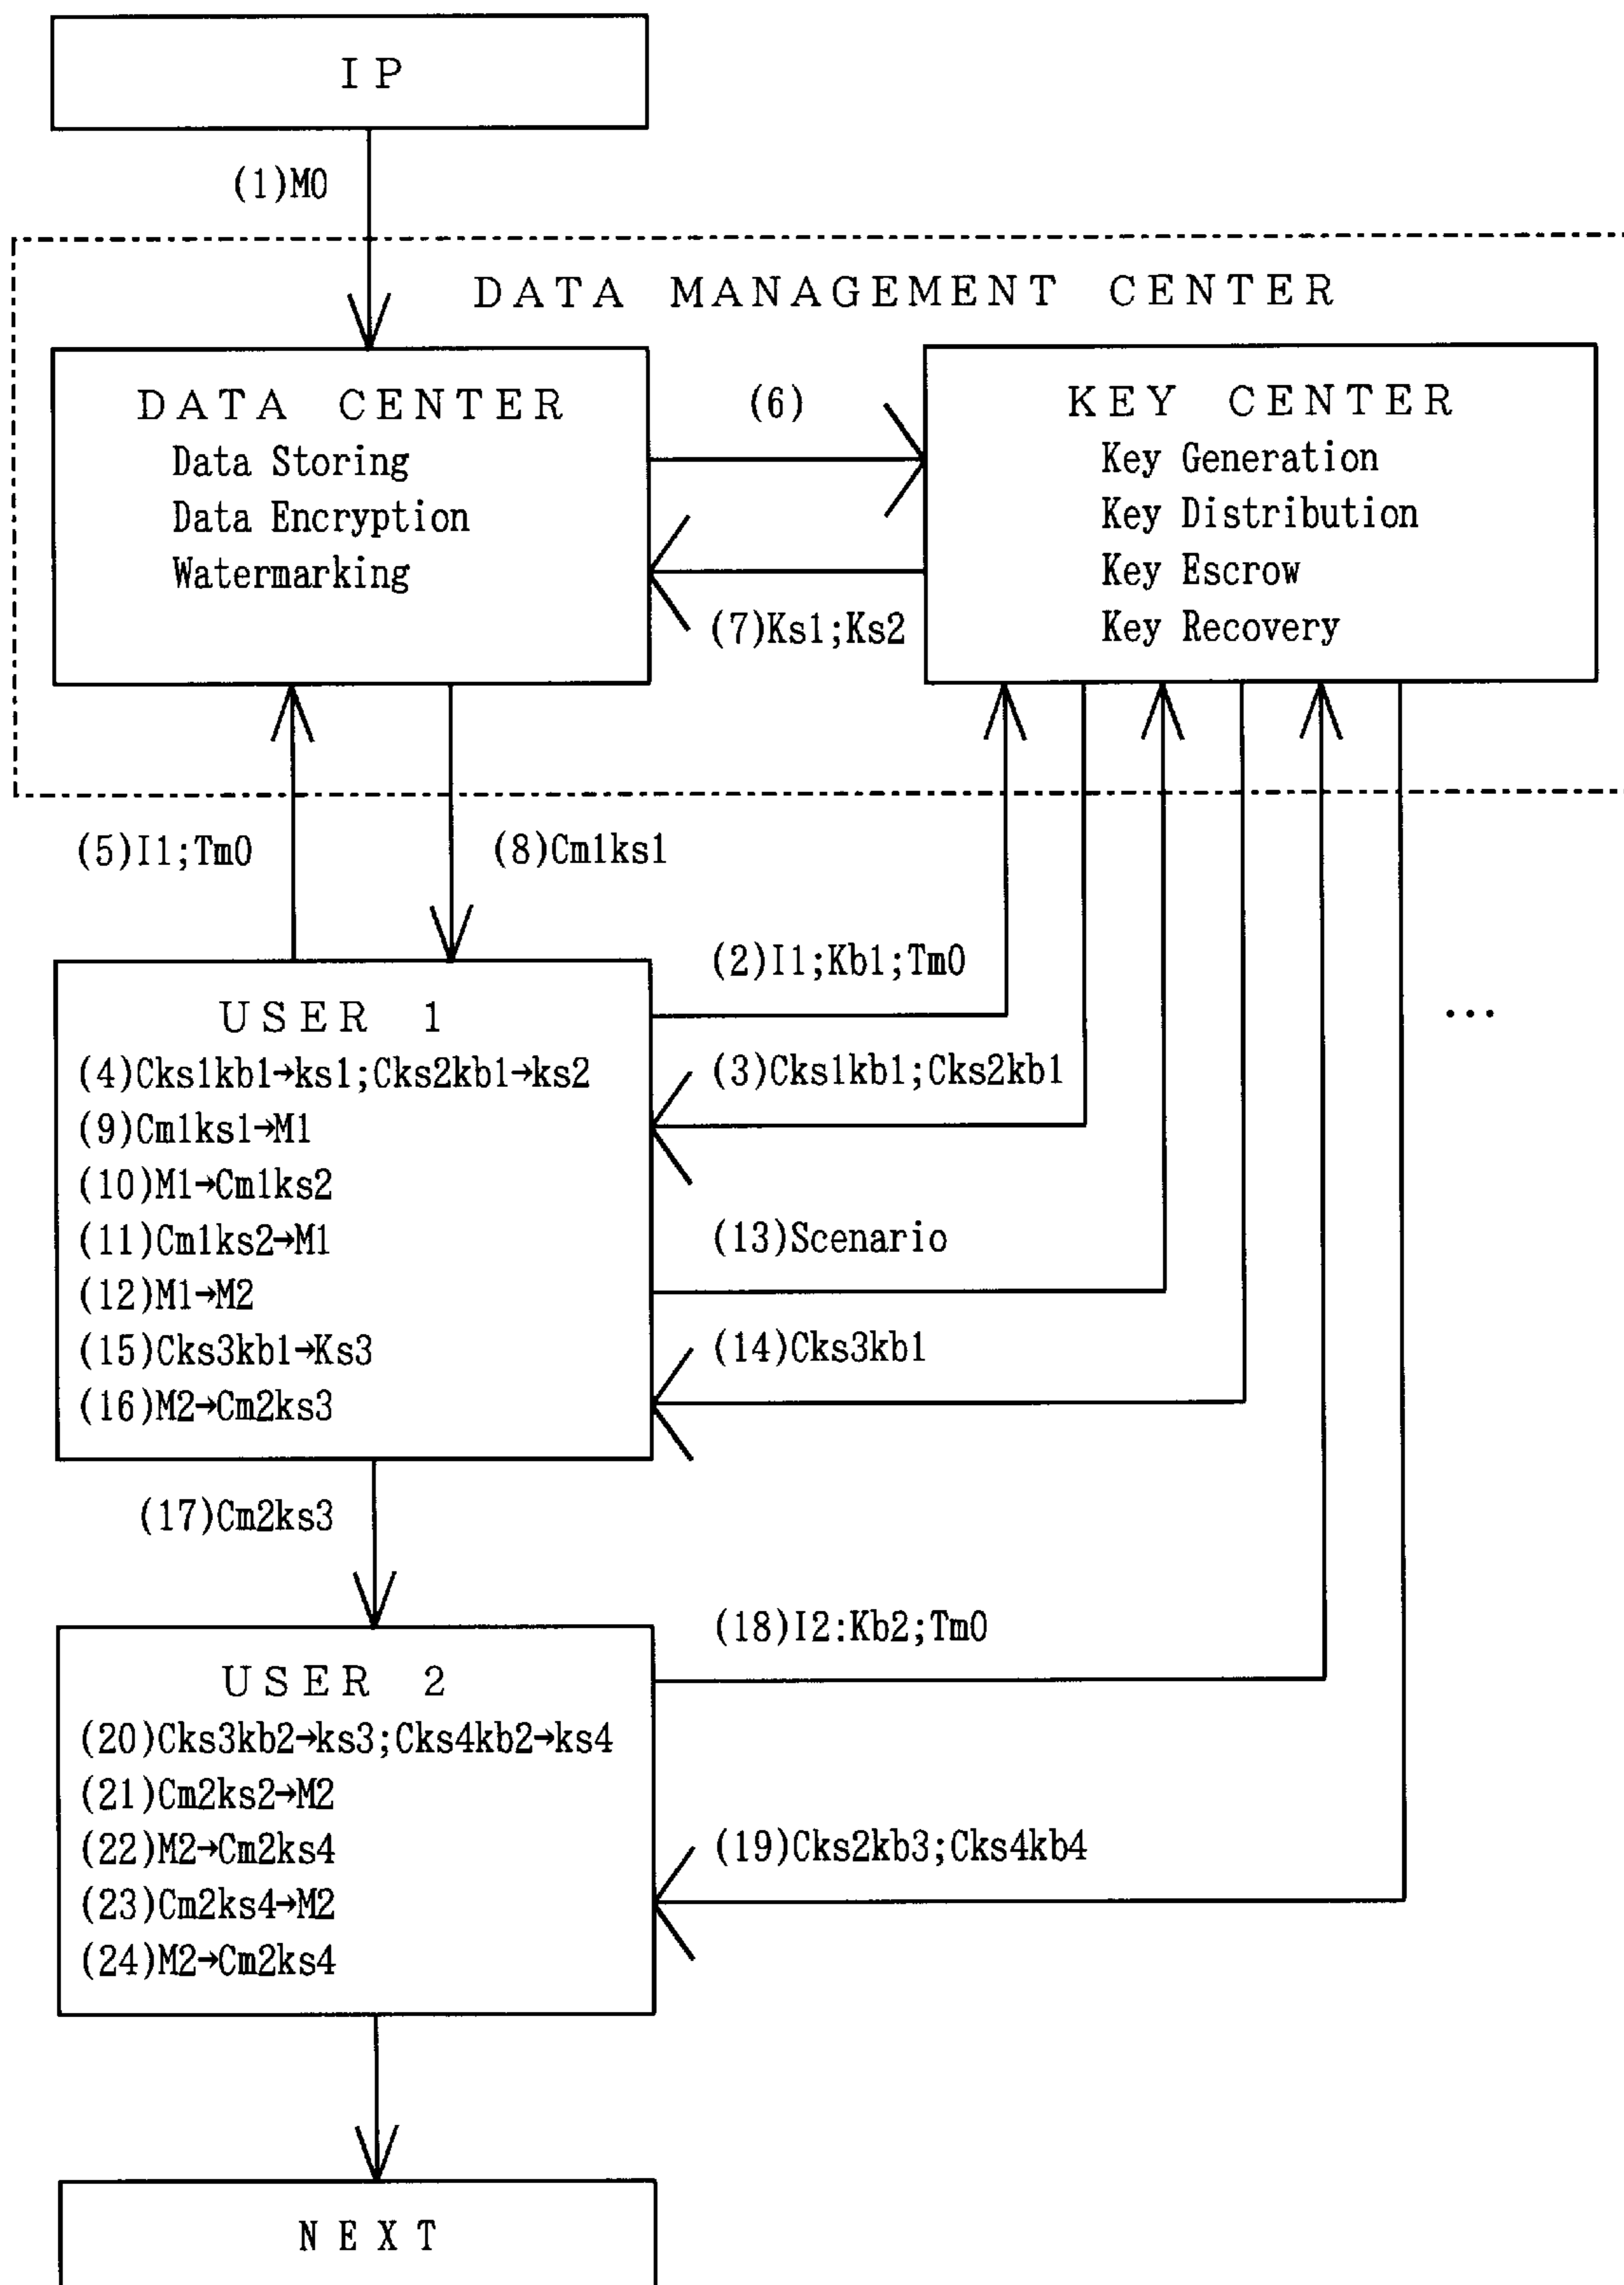 IP
(1)M0
DATA MANAGEMENT CENTER
DATA CENTER
Data Storing
Data Encryption
Watermarking
(6)
(7)Ks1;Ks2
KEY CENTER
Key Generation
Key Distribution
Key Escrow
Key Recovery
(5)I1;Tm0
(8)Cm1ks1
(2)I1;Kb1;Tm0
(3)Cks1kb1;Cks2kb1
(13)Scenario
(14)Cks3kb1
...
USER 1
(4)Cks1kb1→ks1;Cks2kb1→ks2
(9)Cm1ks1→M1
(10)M1→Cm1ks2
(11)Cm1ks2→M1
(12)M1→M2
(15)Cks3kb1→Ks3
(16)M2→Cm2ks3
(17)Cm2ks3
(18)I2:Kb2;Tm0
(19)Cks2kb3;Cks4kb4
USER 2
(20)Cks3kb2→ks3;Cks4kb2→ks4
(21)Cm2ks2→M2
(22)M2→Cm2ks4
(23)Cm2ks4→M2
(24)M2→Cm2ks4
NEXT